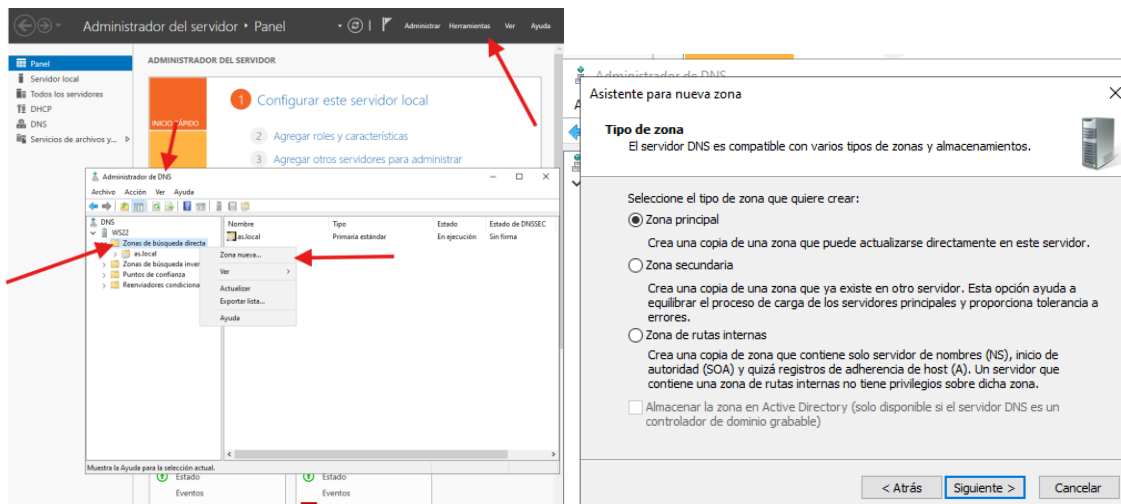 Administrador del servidor • Panel
Administrar Herramientas Ver Ayuda
Panel
Servidor local
Todos los servidores
DHCP
DNS
Servicios de archivos y...
ADMINISTRADOR DEL SERVIDOR
INICIO RÁPIDO
1 Configurar este servidor local
2 Agregar roles y características
3 Agregar otros servidores para administrar
Administrador de DNS
Archivo Acción Ver Ayuda
DNS
WS22
Zonas de búsqueda directa
as.local
Zonas de búsqueda inver
Puntos de confianza
Reenviadores condiciona
Nombre Tipo Estado Estado de DNSSEC
as.local Primaria estándar En ejecución Sin firma
Zona nueva...
Ver
Actualizar
Exportar lista...
Ayuda
Muestra la Ayuda para la selección actual.
Estado
Eventos
Estado
Eventos
Administrador de DNS
Asistente para nueva zona
Tipo de zona
El servidor DNS es compatible con varios tipos de zonas y almacenamientos.
Seleccione el tipo de zona que quiere crear:
Zona principal
Crea una copia de una zona que puede actualizarse directamente en este servidor.
Zona secundaria
Crea una copia de una zona que ya existe en otro servidor. Esta opción ayuda a
equilibrar el proceso de carga de los servidores principales y proporciona tolerancia a
errores.
Zona de rutas internas
Crea una copia de zona que contiene solo servidor de nombres (NS), inicio de
autoridad (SOA) y quizá registros de adherencia de host (A). Un servidor que
contiene una zona de rutas internas no tiene privilegios sobre dicha zona.
Almacenar la zona en Active Directory (solo disponible si el servidor DNS es un
controlador de dominio grabable)
< Atrás Siguiente > Cancelar